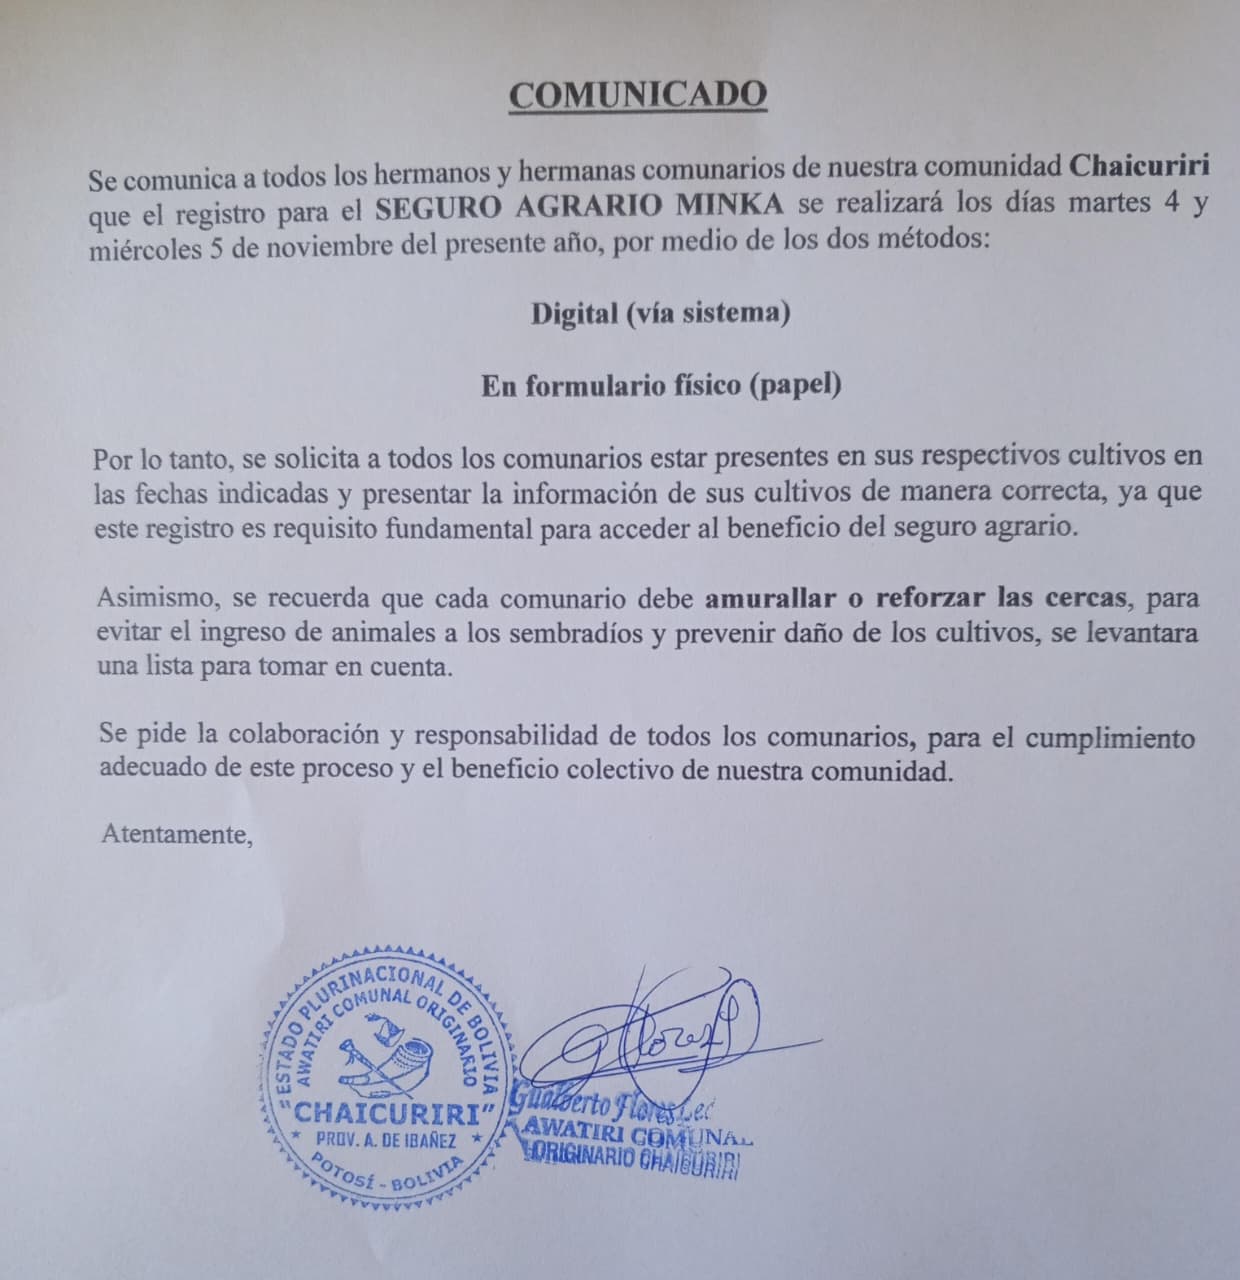 COMUNICADO
Se comunica a todos los hermanos y hermanas comunarios de nuestra comunidad Chaicuriri
que el registro para el SEGURO AGRARIO MINKA se realizará los días martes 4 y
miércoles 5 de noviembre del presente año, por medio de los dos métodos:
Digital (vía sistema)
En formulario físico (papel)
Por lo tanto, se solicita a todos los comunarios estar presentes en sus respectivos cultivos en
las fechas indicadas y presentar la información de sus cultivos de manera correcta, ya que
este registro es requisito fundamental para acceder al beneficio del seguro agrario.
Asimismo, se recuerda que cada comunario debe amurallar o reforzar las cercas, para
evitar el ingreso de animales a los sembradíos y prevenir daño de los cultivos, se levantara
una lista para tomar en cuenta.
Se pide la colaboración y responsabilidad de todos los comunarios, para el cumplimiento
adecuado de este proceso y el beneficio colectivo de nuestra comunidad.
Atentamente,
"ESTADO PLURINACIONAL DE BOLIVIA
AWATIRI COMUNAL ORIGINARIO
"CHAICURIRI"
★ PROV. A. DE IBAÑEZ ★
POTOSÍ - BOLIVIA
Gualberto Flores
AWATIRI COMUNAL
ORIGINARIO CHAICURIRI